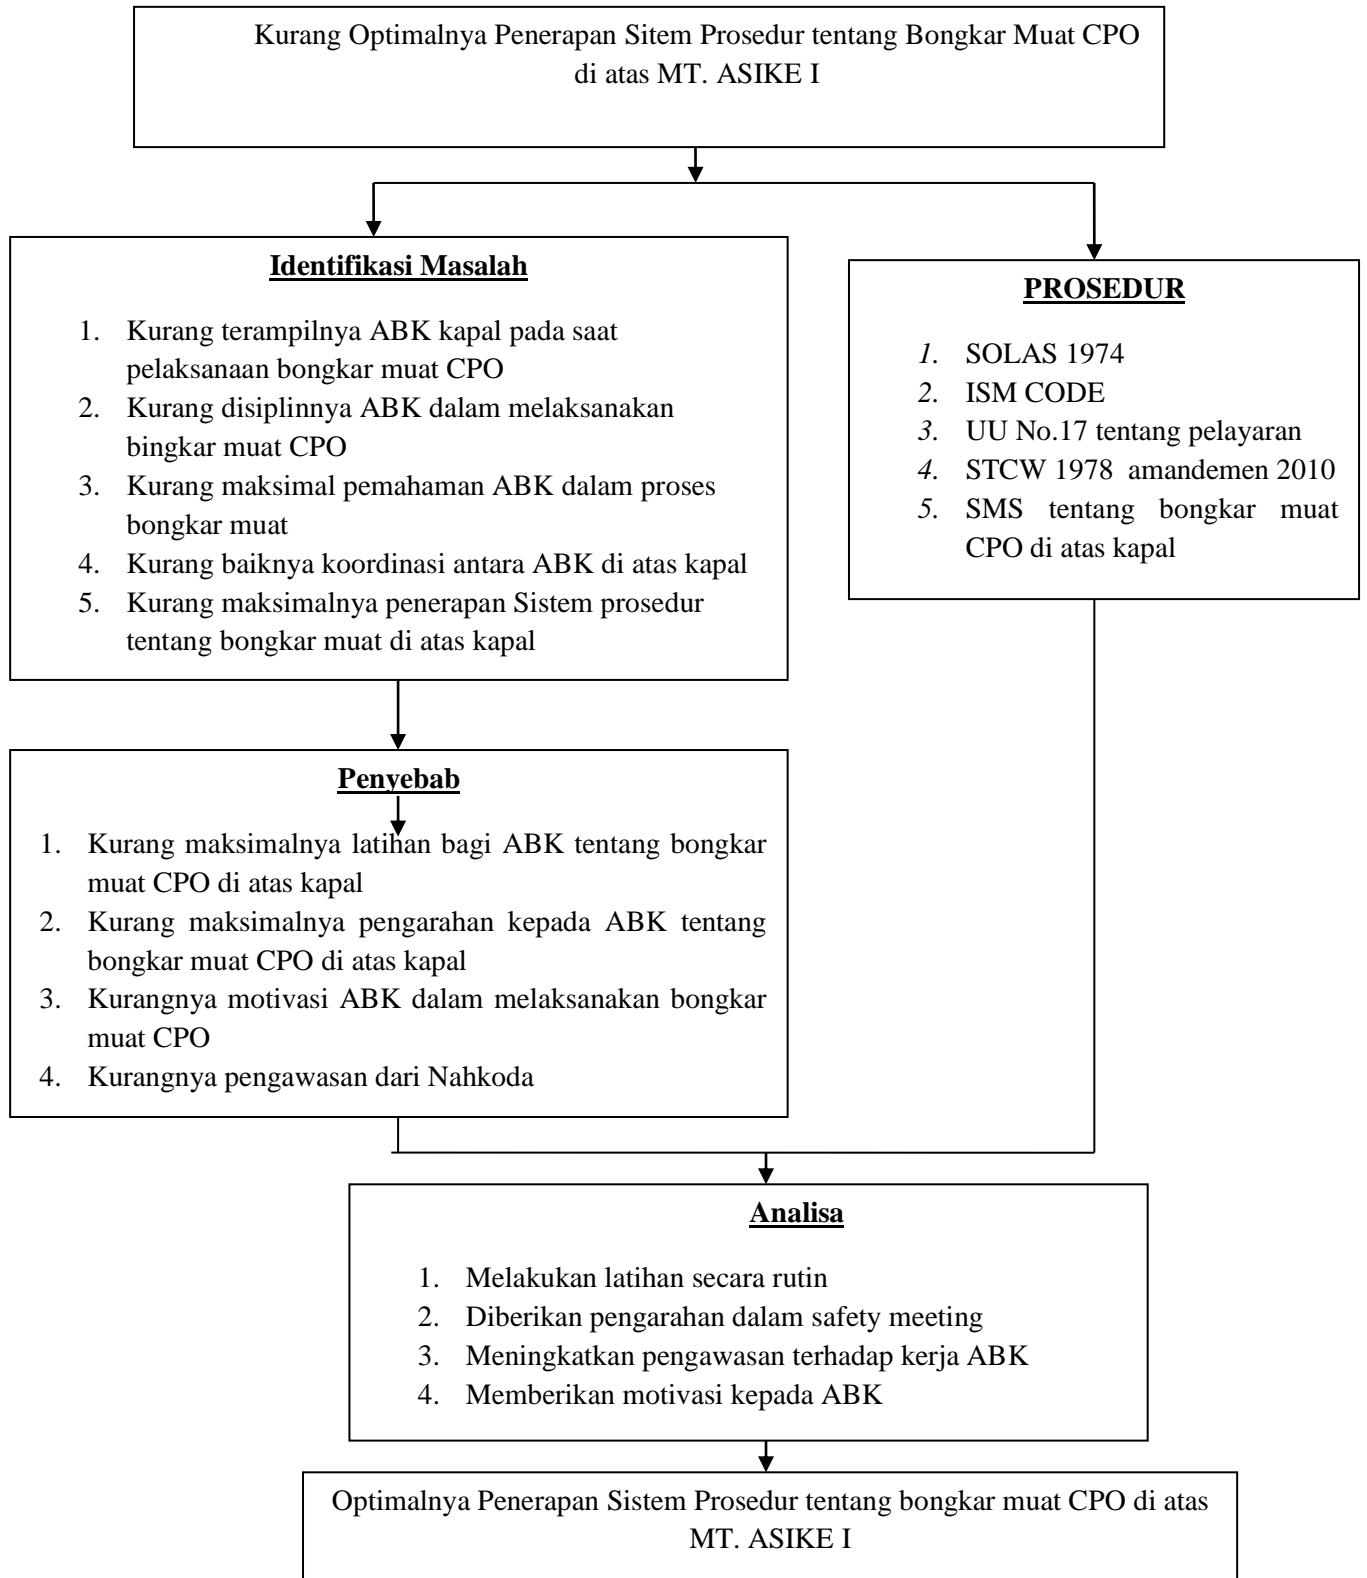 Kurang Optimalnya Penerapan Sitem Prosedur tentang Bongkar Muat CPO
di atas MT. ASIKE I
Identifikasi Masalah
1. Kurang terampilnya ABK kapal pada saat
pelaksanaan bongkar muat CPO
2. Kurang disiplinnya ABK dalam melaksanakan
bingkar muat CPO
3. Kurang maksimal pemahaman ABK dalam proses
bongkar muat
4. Kurang baiknya koordinasi antara ABK di atas kapal
5. Kurang maksimalnya penerapan Sistem prosedur
tentang bongkar muat di atas kapal
PROSEDUR
1. SOLAS 1974
2. ISM CODE
3. UU No.17 tentang pelayaran
4. STCW 1978 amandemen 2010
5. SMS tentang bongkar muat
CPO di atas kapal
Penyebab
1. Kurang maksimalnya latihan bagi ABK tentang bongkar
muat CPO di atas kapal
2. Kurang maksimalnya pengarahan kepada ABK tentang
bongkar muat CPO di atas kapal
3. Kurangnya motivasi ABK dalam melaksanakan bongkar
muat CPO
4. Kurangnya pengawasan dari Nahkoda
Analisa
1. Melakukan latihan secara rutin
2. Diberikan pengarahan dalam safety meeting
3. Meningkatkan pengawasan terhadap kerja ABK
4. Memberikan motivasi kepada ABK
Optimalnya Penerapan Sistem Prosedur tentang bongkar muat CPO di atas
MT. ASIKE I